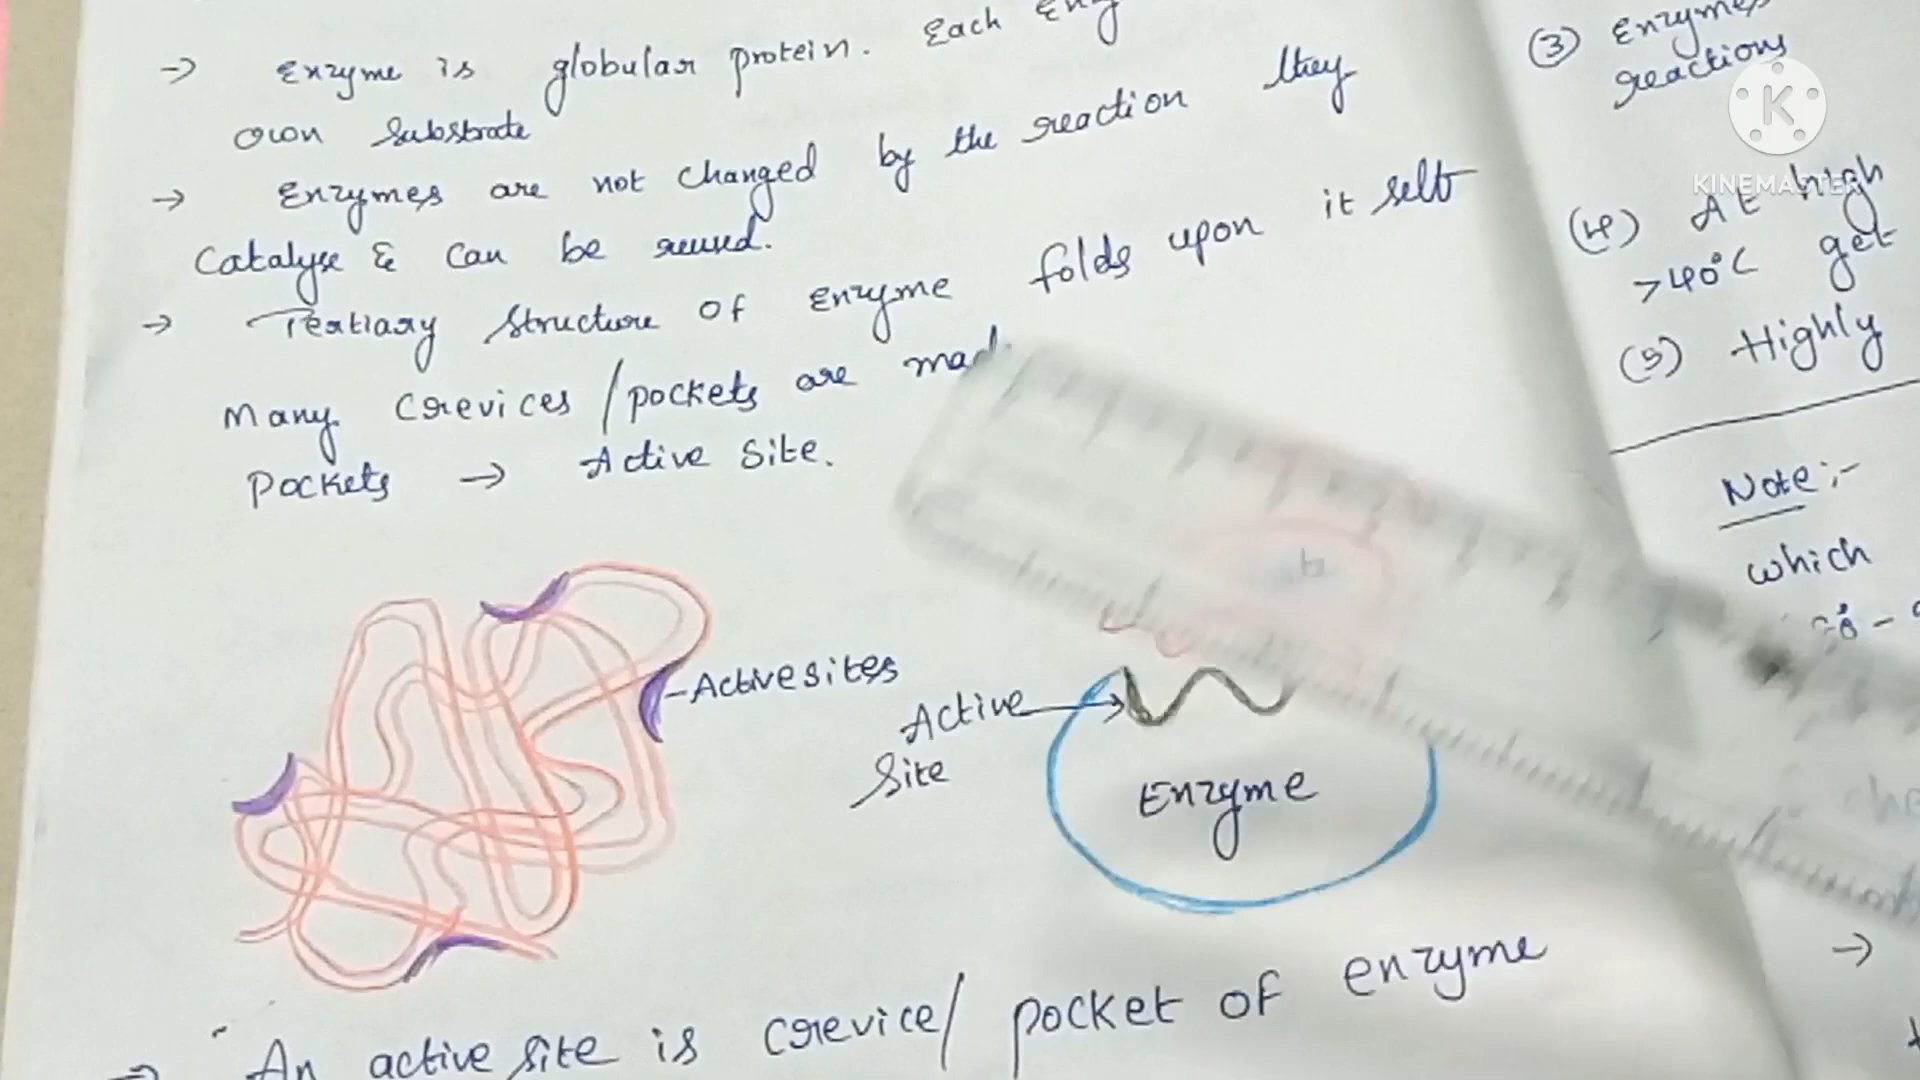 → Enzyme is globular protein. Each
own substrate
→ Enzymes are not changed by the reaction they
Catalyse & can be reused.
→ Tertiary structure of enzyme folds upon it self
Many crevices / pockets are
pockets → Active site.
Active sites
Active
site
Enzyme
→ An active site is crevice / pocket of enzyme
(3) Enzymes
reactions
(4) At high
>40°C get
(5) Highly
Note :-
which
→
KINEMASTER